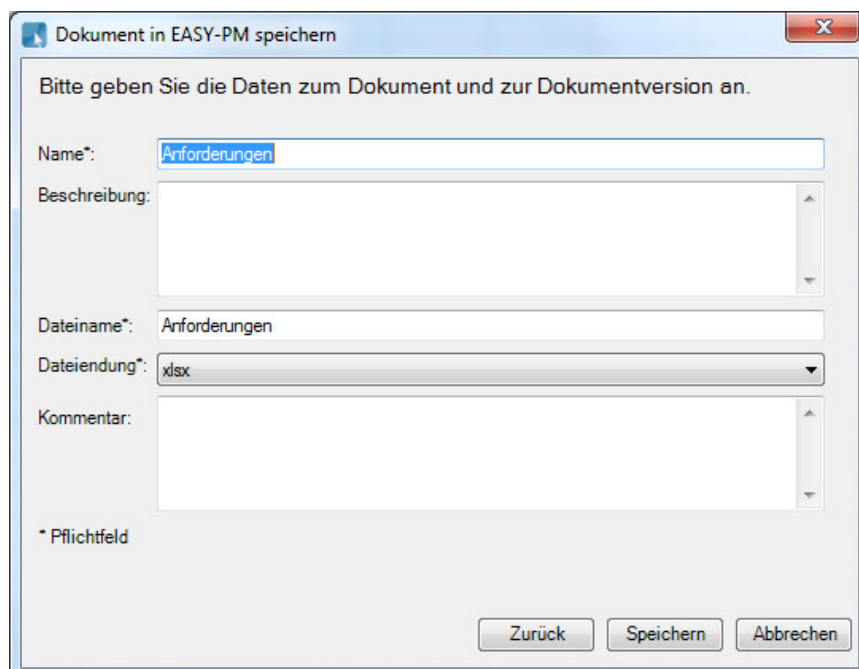 Dokument in EASY-PM speichern
Bitte geben Sie die Daten zum Dokument und zur Dokumentversion an.
Name*: Anforderungen
Beschreibung:
Dateiname*: Anforderungen
Dateiendung*: xlsx
Kommentar:
* Pflichtfeld
Zurück Speichern Abbrechen